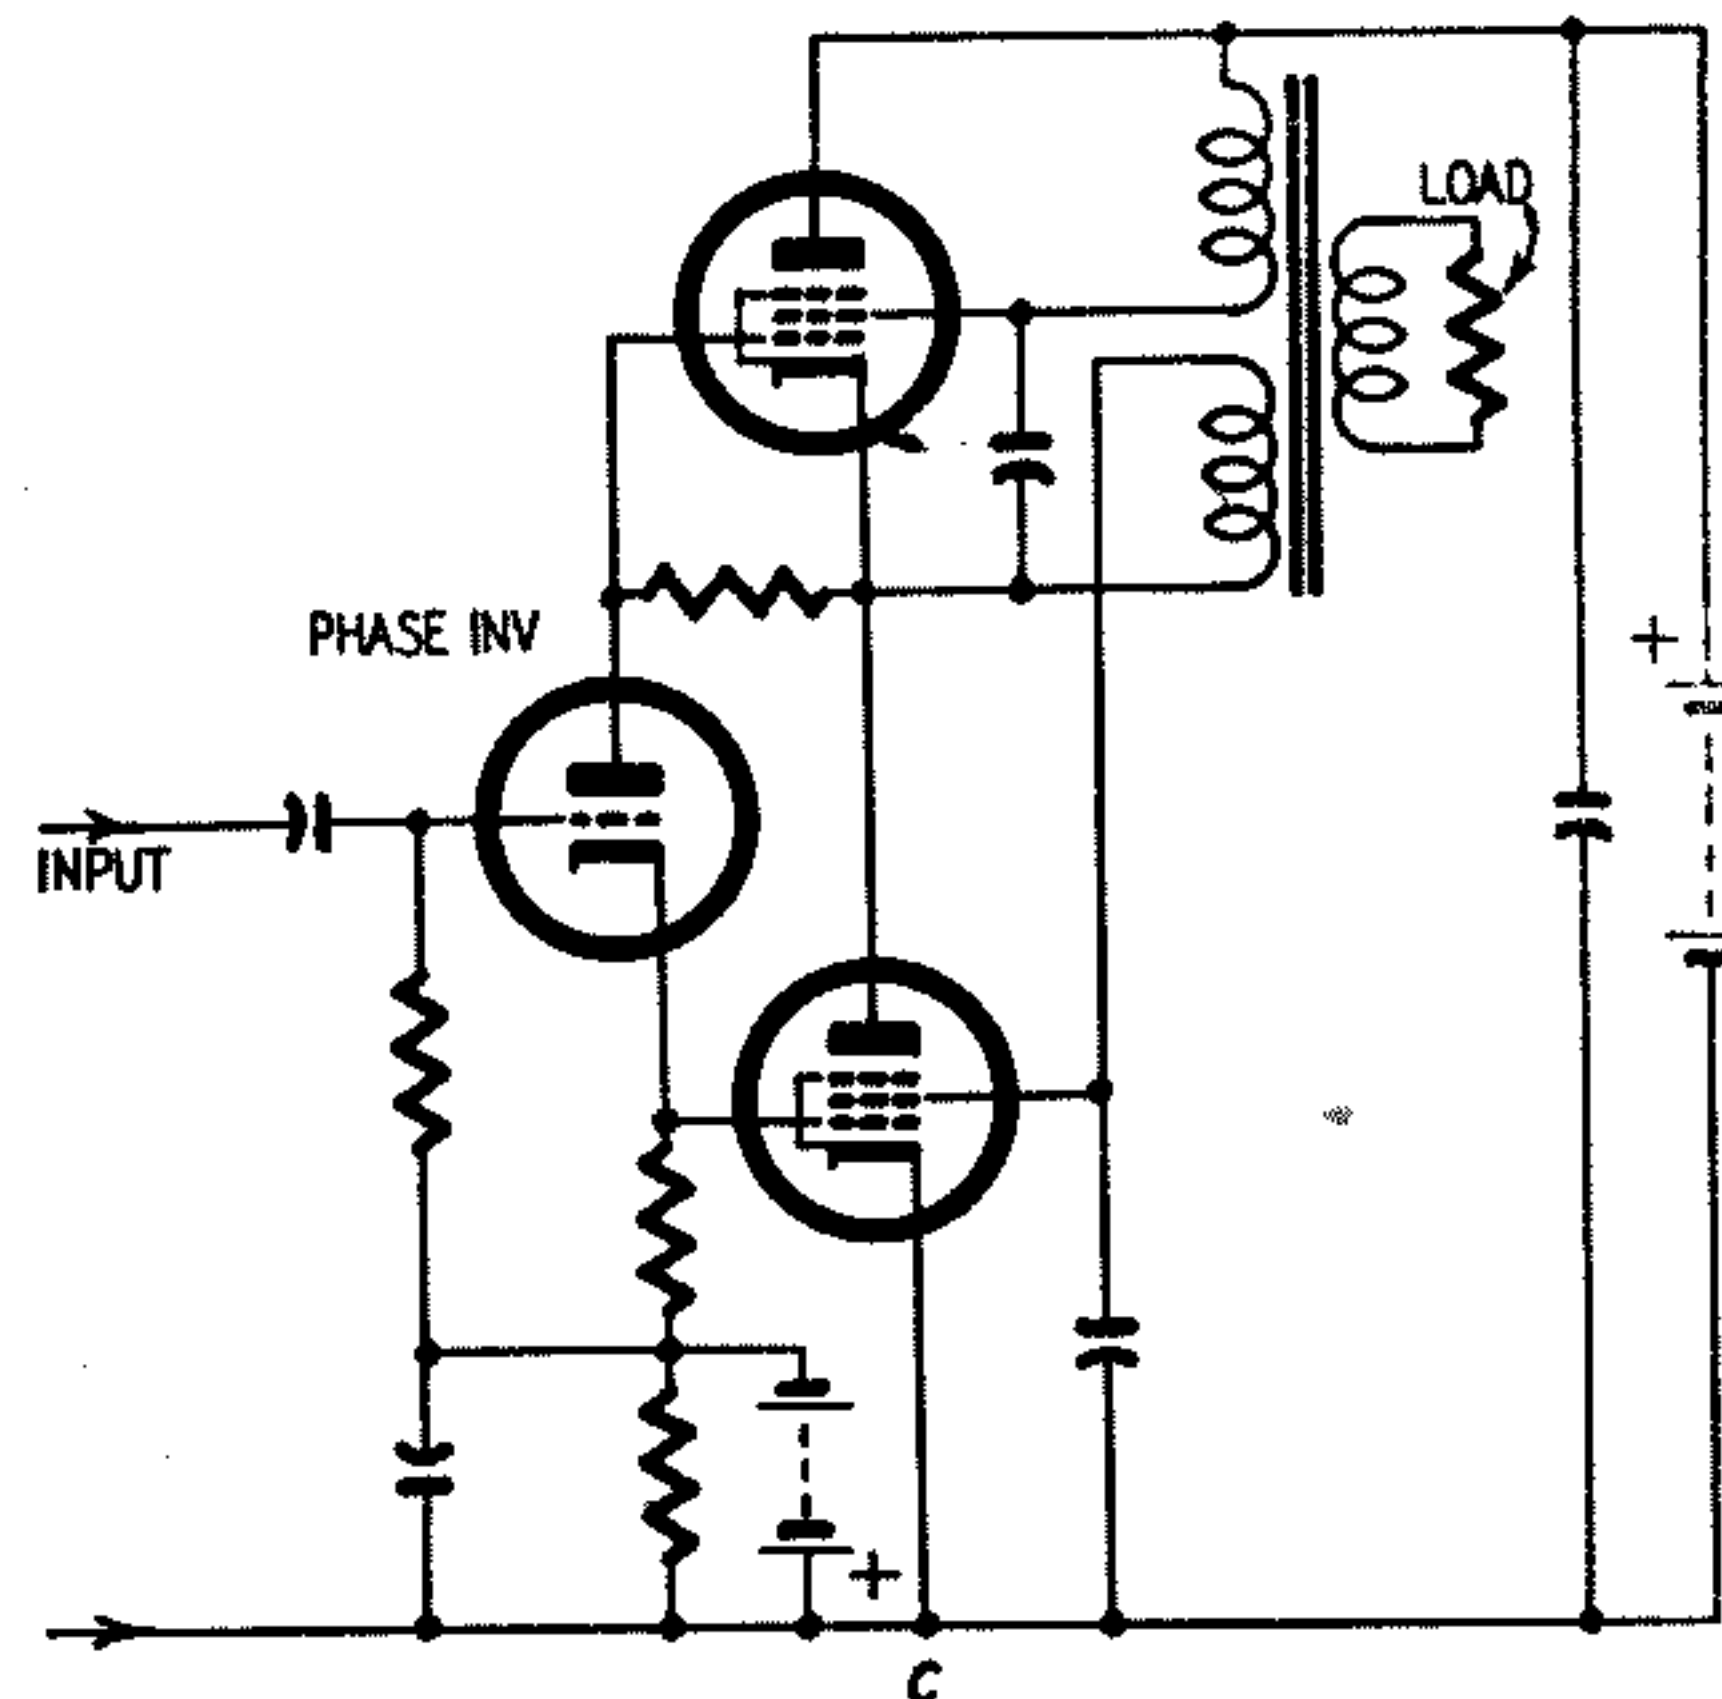 LOAD
PHASE INV
+
INPUT
+
C